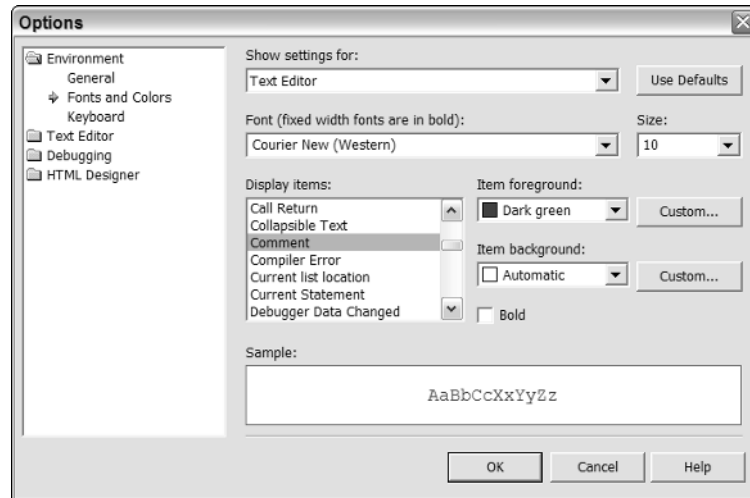 Options
Environment
General
Fonts and Colors
Keyboard
Text Editor
Debugging
HTML Designer
Show settings for:
Text Editor
Use Defaults
Font (fixed width fonts are in bold):
Size:
Courier New (Western)
10
Display items:
Call Return
Collapsible Text
Comment
Compiler Error
Current list location
Current Statement
Debugger Data Changed
Item foreground:
Dark green
Custom...
Item background:
Automatic
Custom...
Bold
Sample:
AaBbCcXxYyZz
OK
Cancel
Help